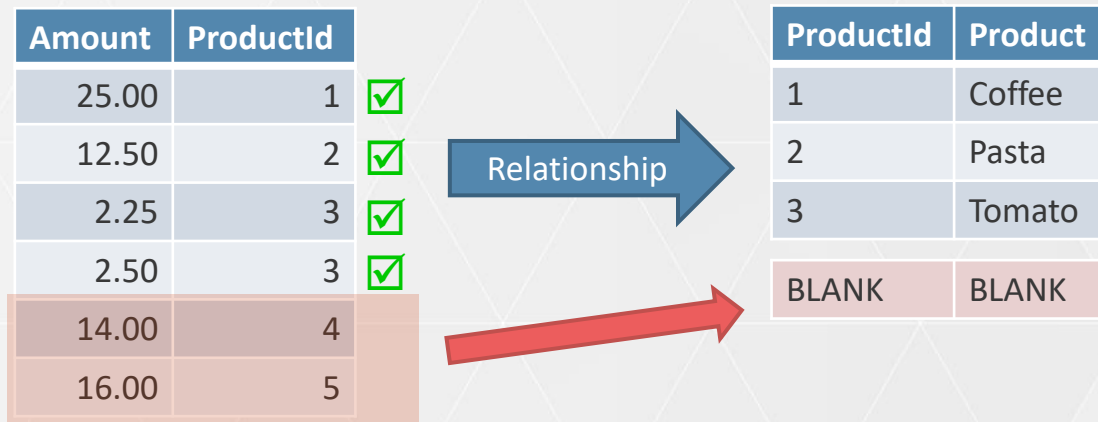 Amount ProductId
25.00 1
12.50 2
2.25 3
2.50 3
14.00 4
16.00 5
Relationship
ProductId Product
1 Coffee
2 Pasta
3 Tomato
BLANK BLANK